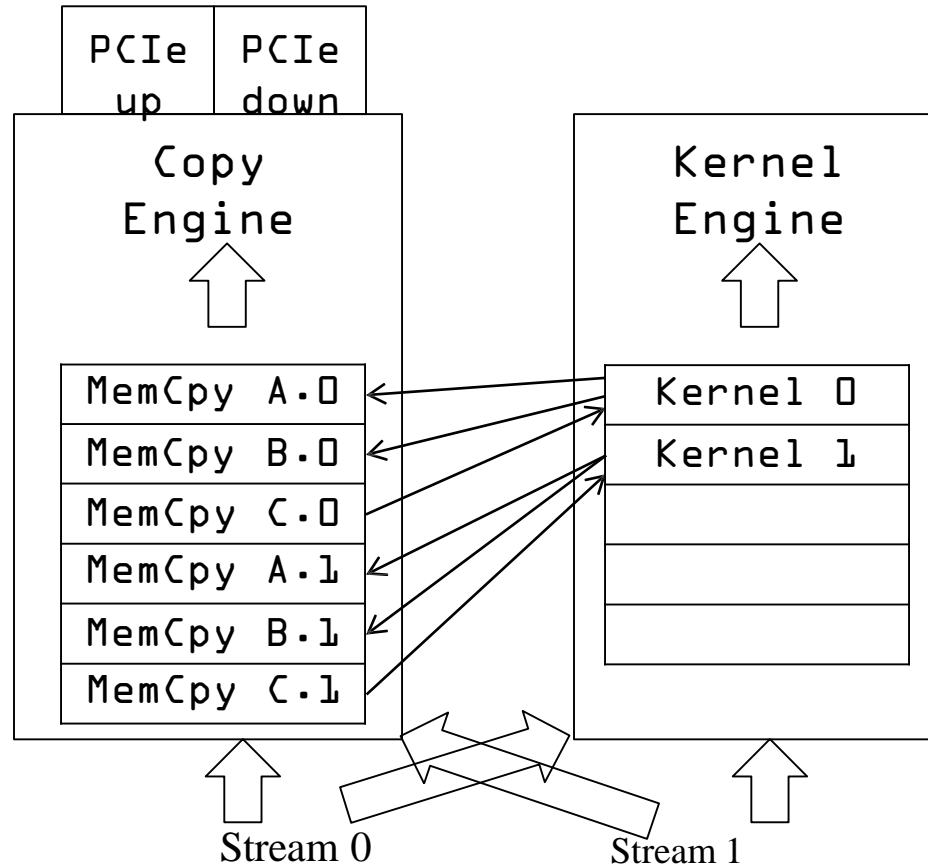 PCIe up
PCIe down
Copy
Engine
MemCpy A.0
MemCpy B.0
MemCpy C.0
MemCpy A.1
MemCpy B.1
MemCpy C.1
Kernel
Engine
Kernel 0
Kernel 1
Stream 0
Stream 1